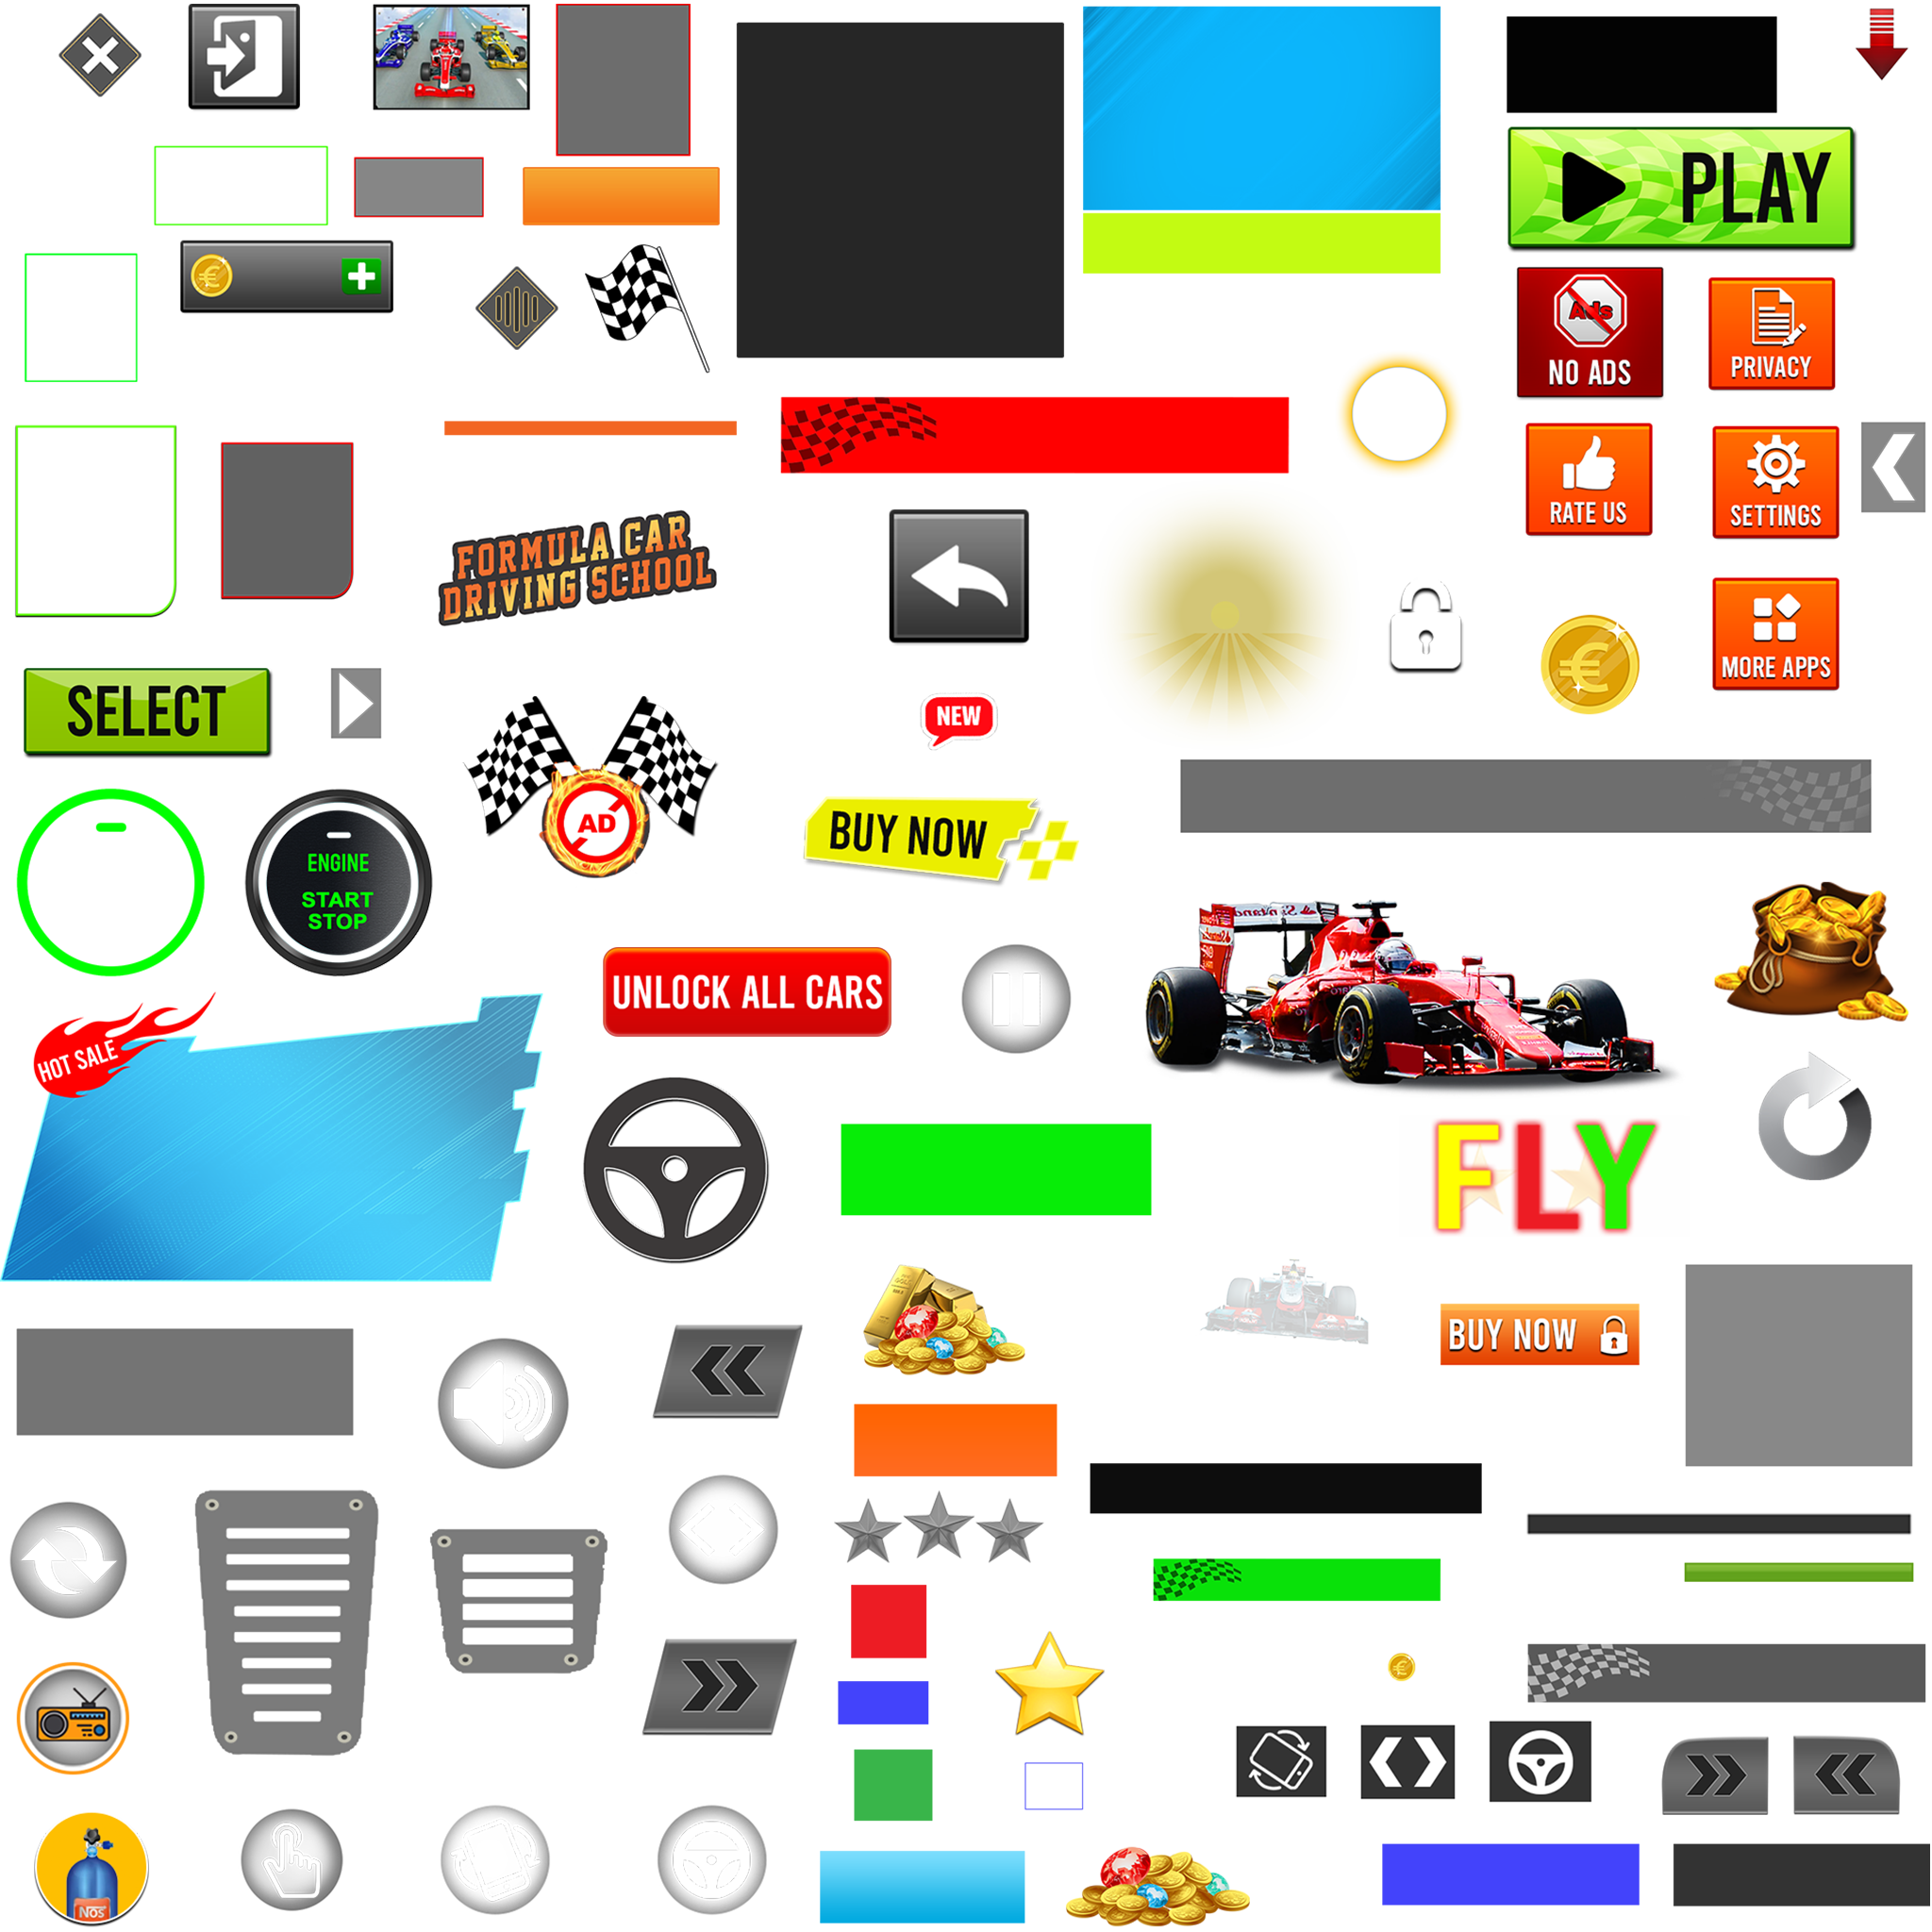 PLAY
Ads
NO ADS
PRIVACY
RATE US
SETTINGS
FORMULA CAR
DRIVING SCHOOL
MORE APPS
SELECT
NEW
AD
BUY NOW
ENGINE
START
STOP
UNLOCK ALL CARS
HOT SALE
FLY
BUY NOW
NOS